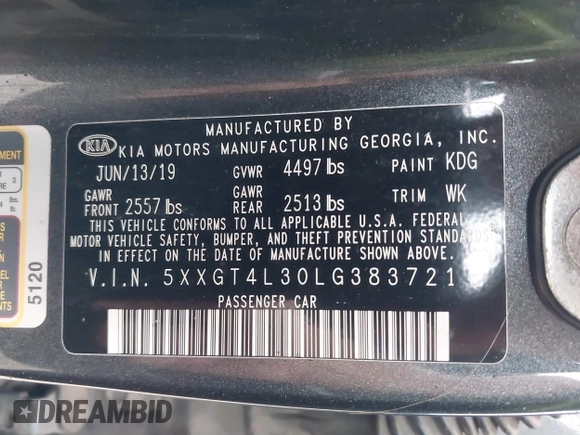 MANUFACTURED BY
KIA KIA MOTORS MANUFACTURING GEORGIA, INC.
JUN/13/19 GVWR 4497 lbs PAINT KDG
GAWR FRONT 2557 lbs GAWR REAR 2513 lbs TRIM WK
THIS VEHICLE CONFORMS TO ALL APPLICABLE U.S.A. FEDERAL
MOTOR VEHICLE SAFETY, BUMPER, AND THEFT PREVENTION STANDARDS
IN EFFECT ON THE DATE OF MANUFACTURE SHOWN ABOVE.
V.I.N. 5XXGT4L30LG383721
PASSENGER CAR
5120
DREAMBID